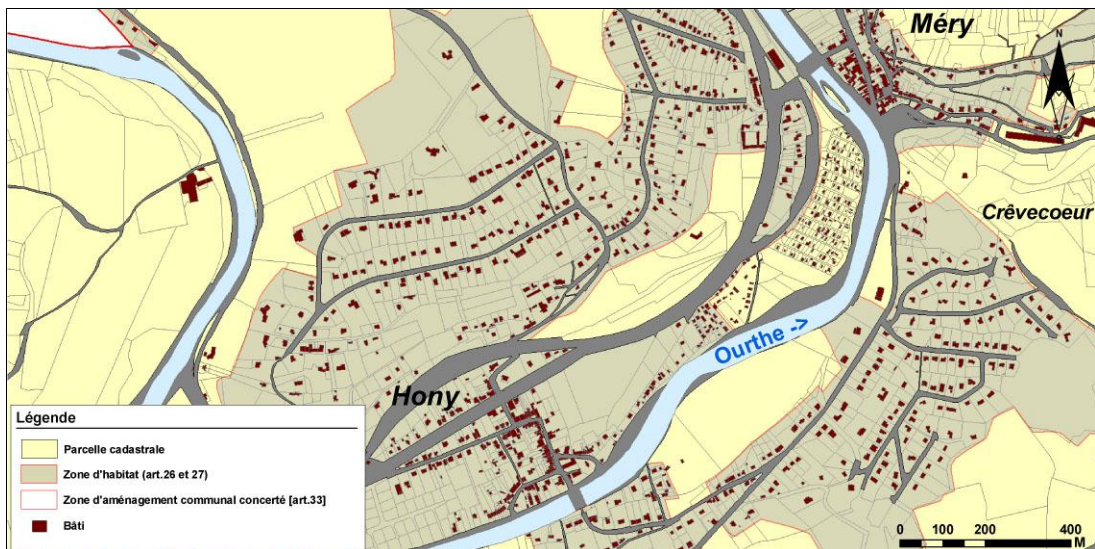 Méry
N
Crêvecoeur
Ourthe ->
Hony
Légende
Parcelle cadastrale
Zone d'habitat (art.26 et 27)
Zone d'aménagement communal concerté [art.33]
Bâti
0 100 200 400
M